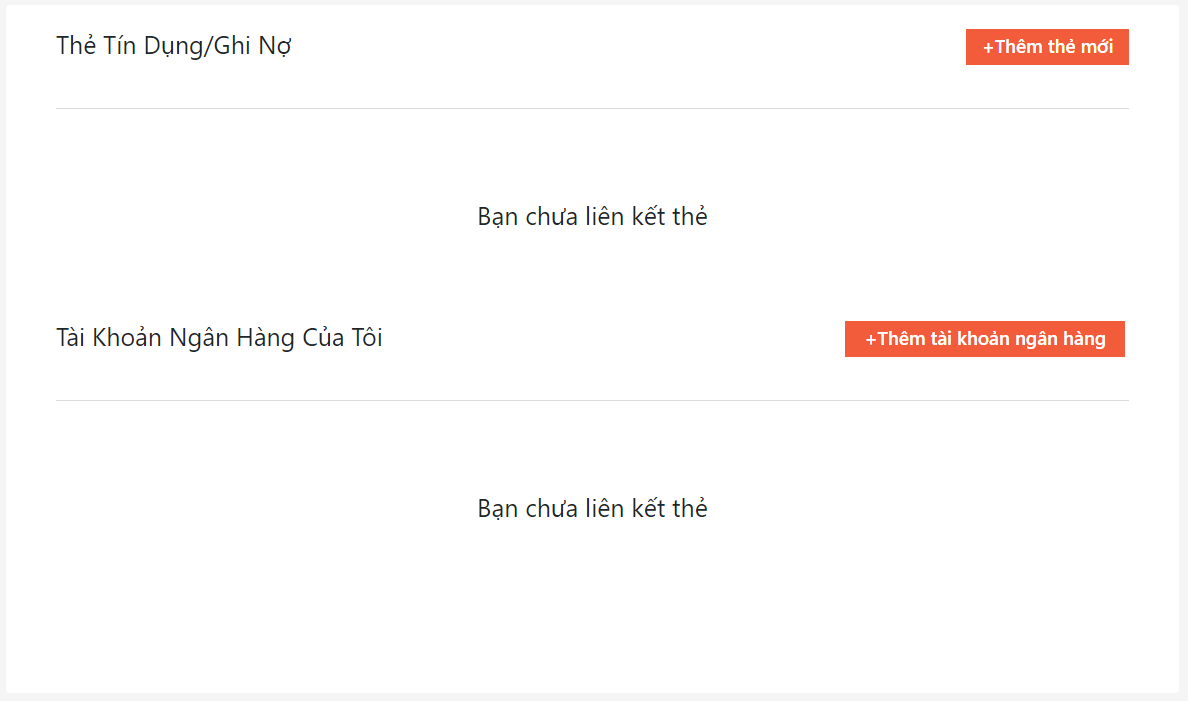 Thẻ Tín Dụng/Ghi Nợ
+Thêm thẻ mới
Bạn chưa liên kết thẻ
Tài Khoản Ngân Hàng Của Tôi
+Thêm tài khoản ngân hàng
Bạn chưa liên kết thẻ